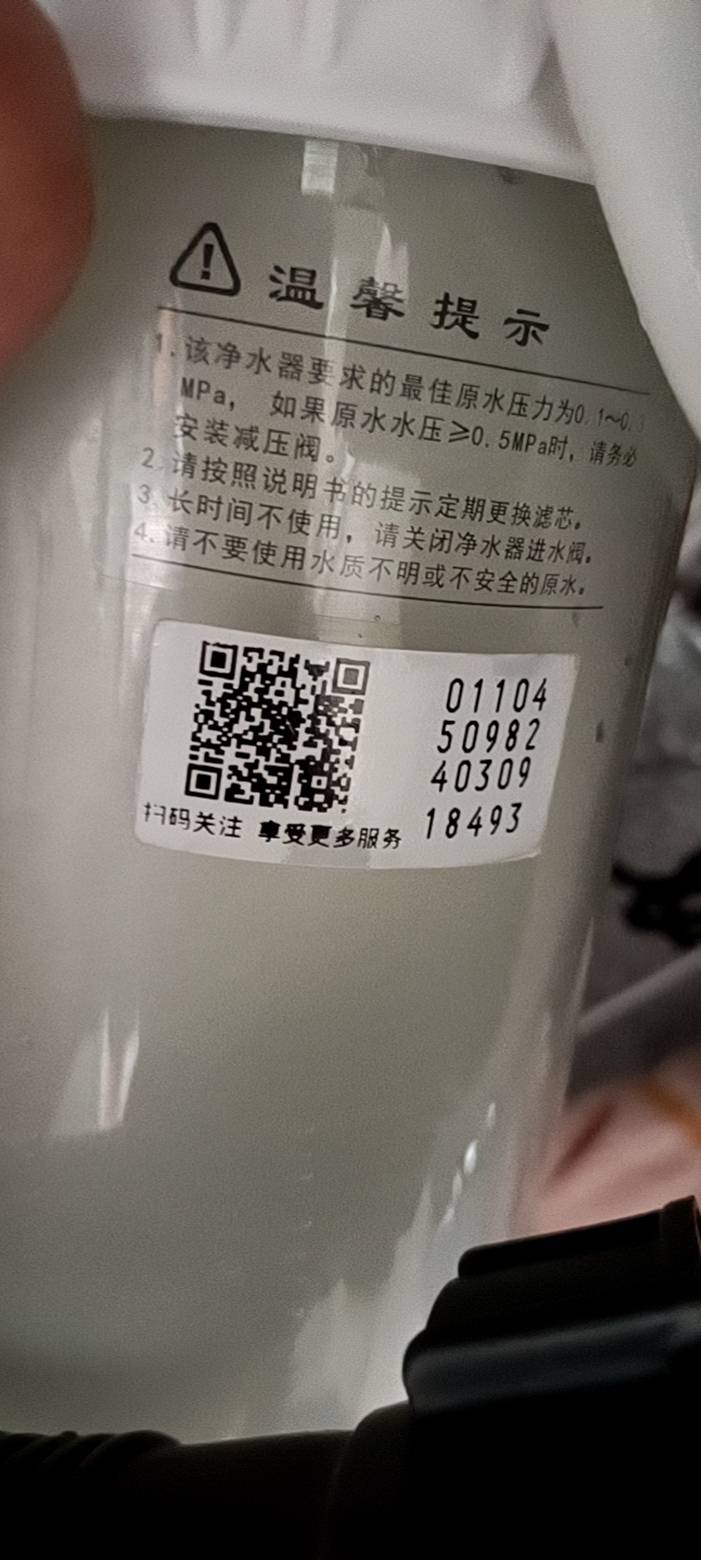 温馨提示
1.该净水器要求的最佳原水压力为0.1~0.3
MPa， 如果原水水压≥0.5MPa时，请务必
安装减压阀。
2.请按照说明书的提示定期更换滤芯。
3.长时间不使用，请关闭净水器进水阀。
4.请不要使用水质不明或不安全的原水。
01104
50982
40309
18493
扫码关注 享受更多服务